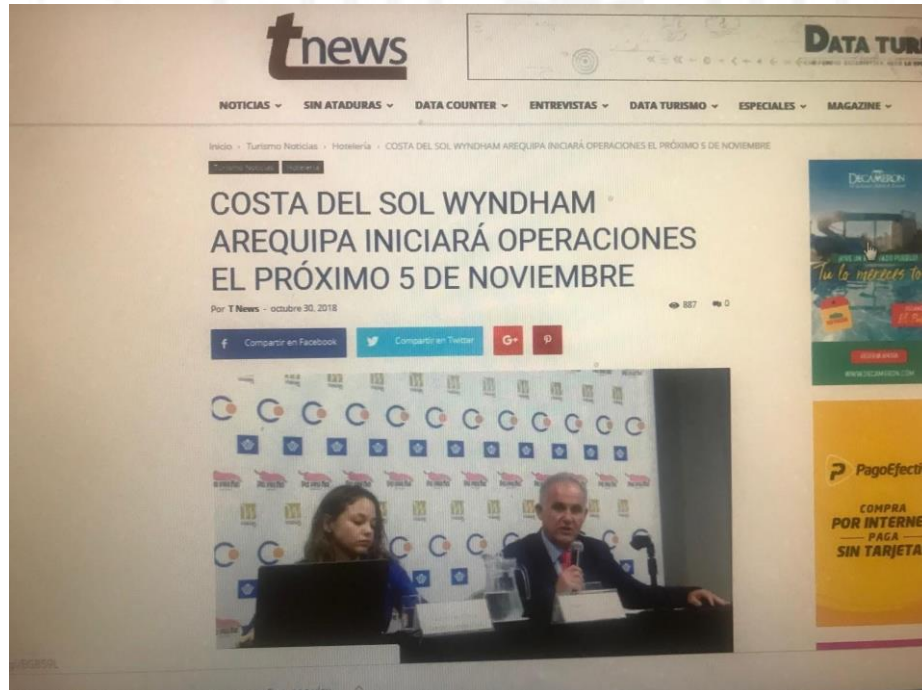 tnews
DATA TUR
NOTICIAS
SIN ATADURAS
DATA COUNTER
ENTREVISTAS
DATA TURISMO
ESPECIALES
MAGAZINE
Inicio › Turismo Noticias › Hotelería › COSTA DEL SOL WYNDHAM AREQUIPA INICIARÁ OPERACIONES EL PRÓXIMO 5 DE NOVIEMBRE
Turismo Noticias Hotelería
COSTA DEL SOL WYNDHAM
AREQUIPA INICIARÁ OPERACIONES
EL PRÓXIMO 5 DE NOVIEMBRE
Por T News - octubre 30, 2018
887
0
Compartir en Facebook
Compartir en Twitter
G+
DECAMERON
Tú lo mereces
WWW.DECAMERON.COM
PagoEfecti
COMPRA
POR INTERNE
PAGA
SIN TARJETA